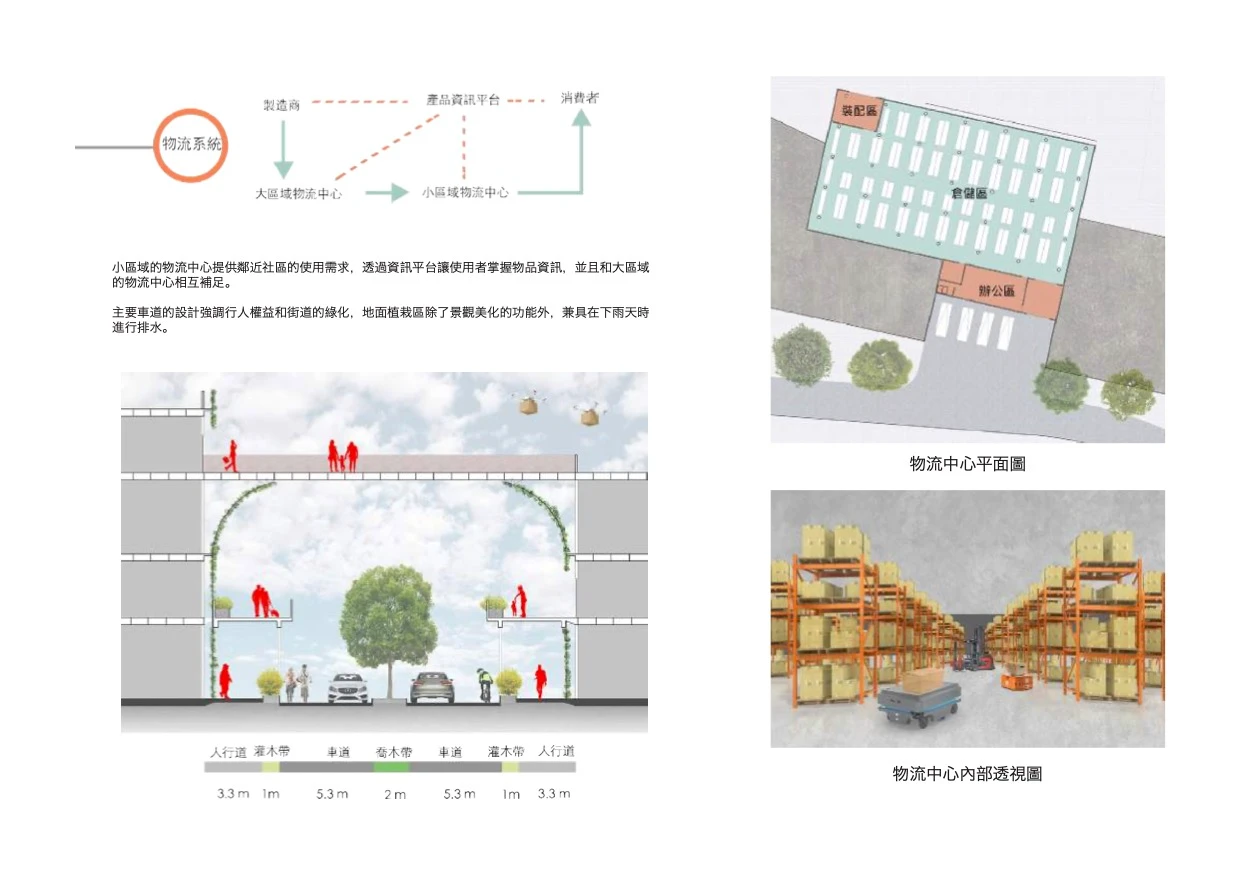 物流系統
製造商
產品資訊平台
消費者
大區域物流中心
小區域物流中心
小區域的物流中心提供鄰近社區的使用需求，透過資訊平台讓使用者掌握物品資訊，並且和大區域
的物流中心相互補足。
主要車道的設計強調行人權益和街道的綠化，地面植栽區除了景觀美化的功能外，兼具在下雨天時
進行排水。
人行道 灌木帶 車道 喬木帶 車道 灌木帶 人行道
3.3 m 1m 5.3 m 2 m 5.3 m 1m 3.3 m
裝配區
倉儲區
辦公區
物流中心平面圖
物流中心內部透視圖